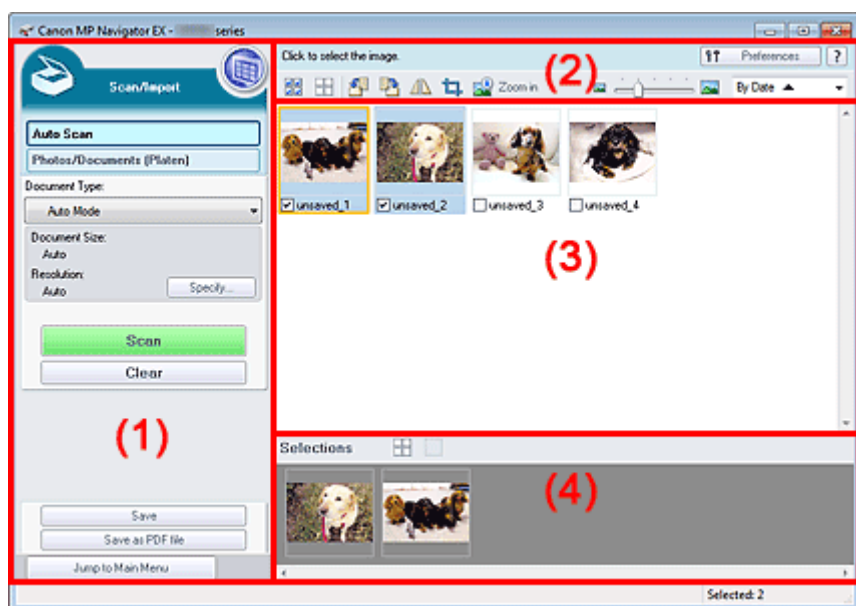 Canon MP Navigator EX - series
Scan/Import
Auto Scan
Photos/Documents (Platen)
Document Type:
Auto Mode
Document Size:
Auto
Resolution:
Auto
Specify...
Scan
Clear
(1)
Save
Save as PDF file
Jump to Main Menu
Click to select the image.
Preferences
?
Zoom in
(2)
By Date
unsaved_1
unsaved_2
unsaved_3
unsaved_4
(3)
Selections
(4)
Selected: 2